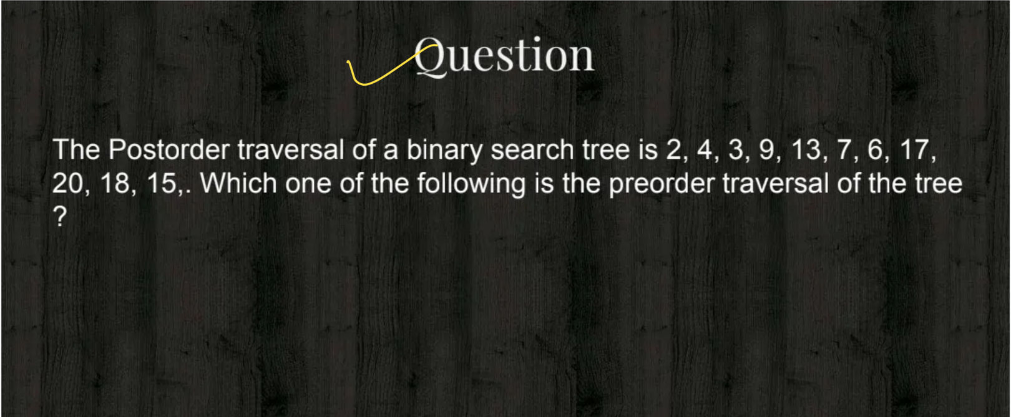 Question
The Postorder traversal of a binary search tree is 2, 4, 3, 9, 13, 7, 6, 17,
20, 18, 15,. Which one of the following is the preorder traversal of the tree
?